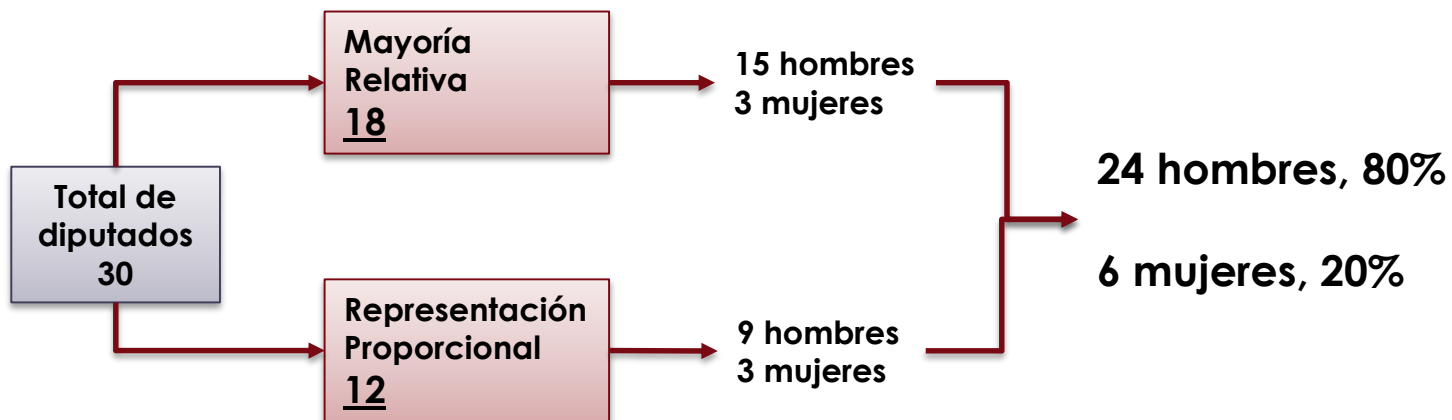 Total de
diputados
30
Mayoría
Relativa
18
15 hombres
3 mujeres
Representación
Proporcional
12
9 hombres
3 mujeres
24 hombres, 80%
6 mujeres, 20%